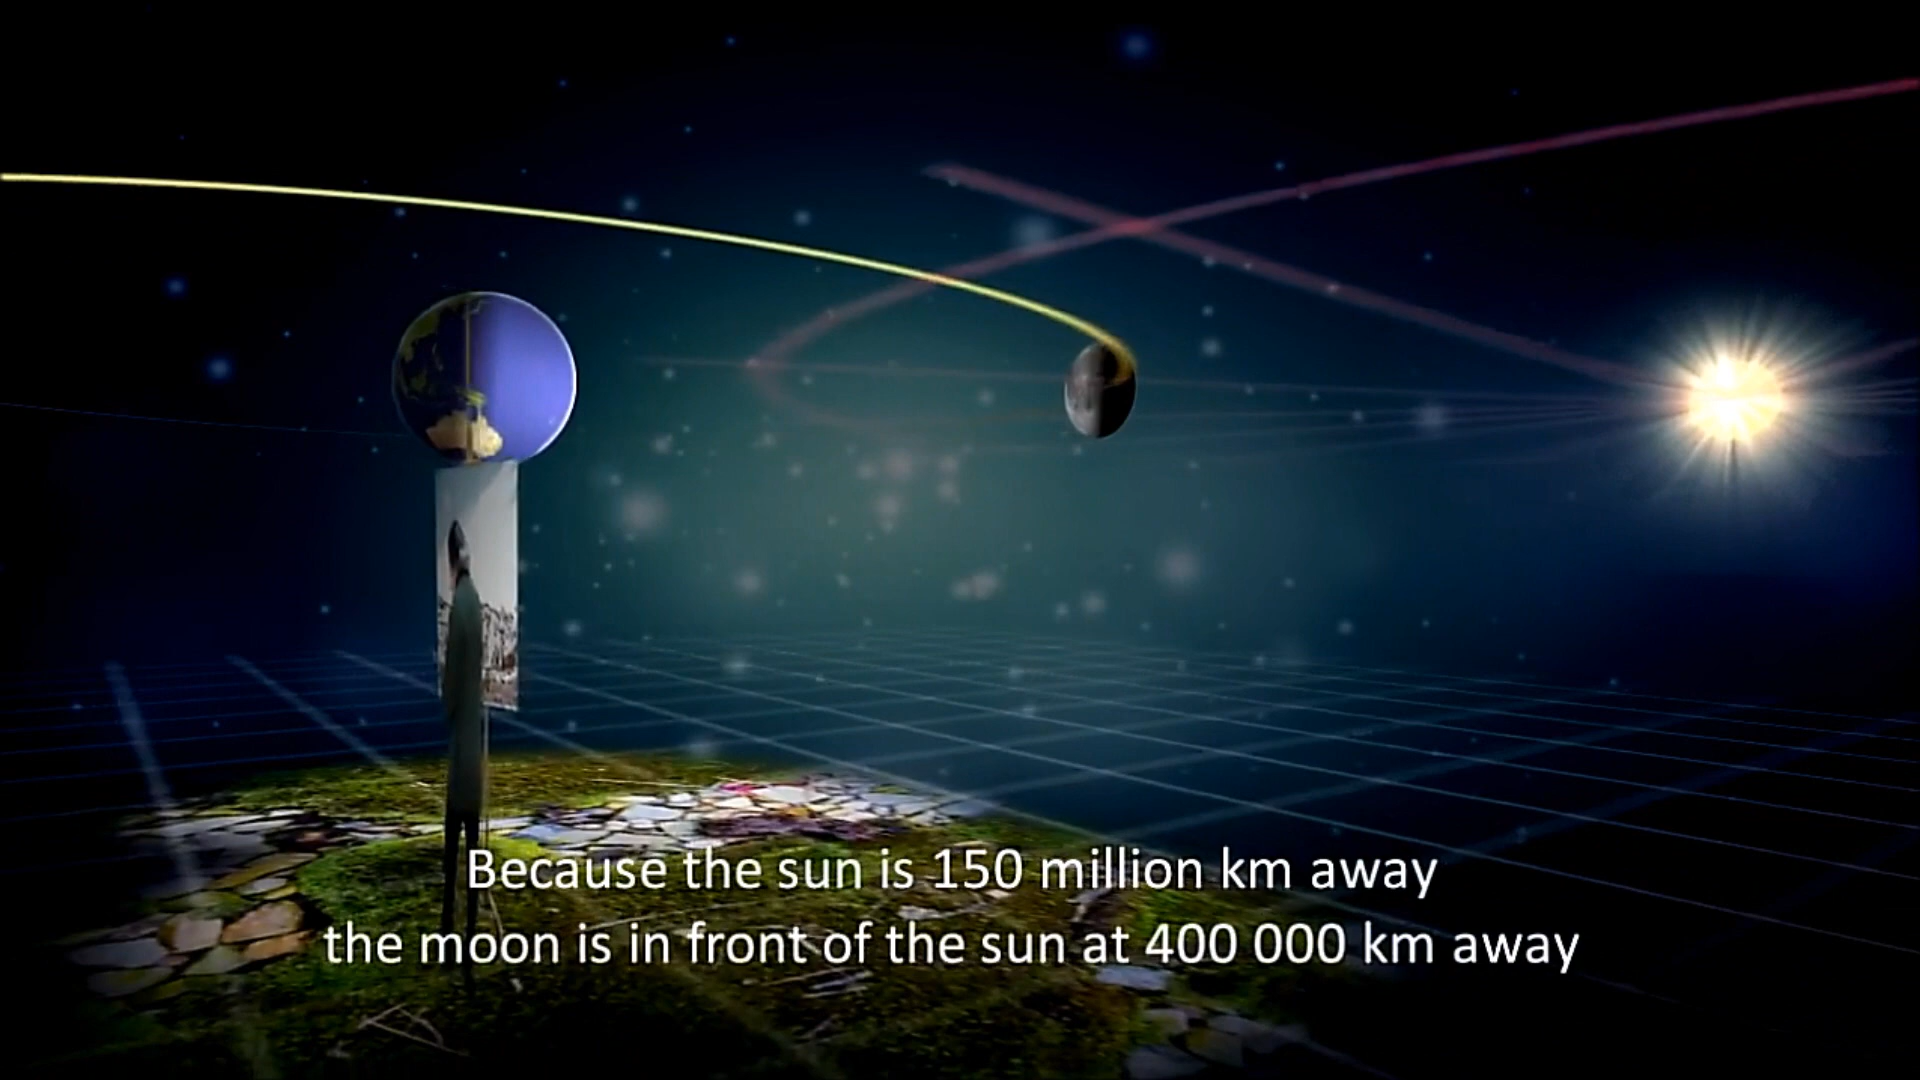 Because the sun is 150 million km away
the moon is in front of the sun at 400 000 km away